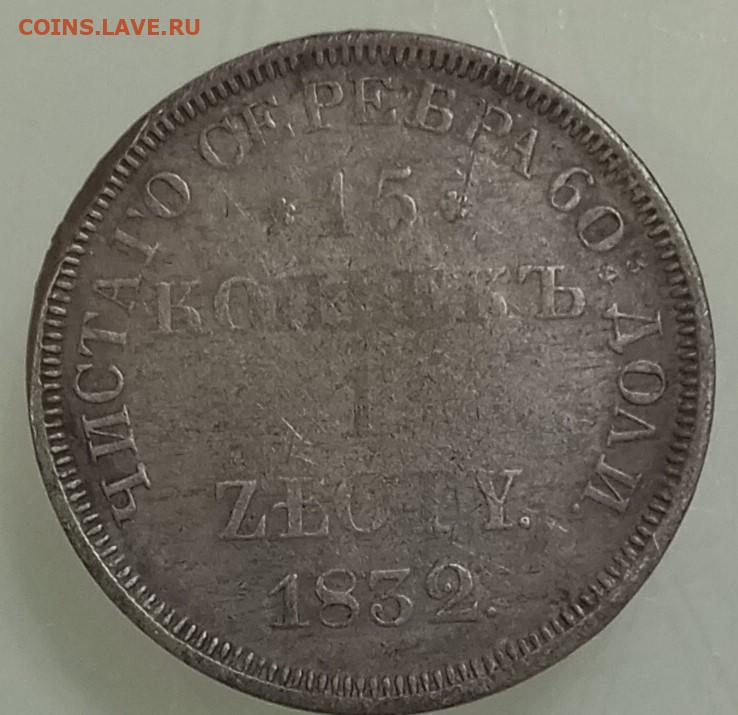 COINS.LAVE.RU
ЧИСТАГО СЕРЕБРА 60 ДОЛИ.
15
КОПѢЕКЪ
1
ZŁOTY.
1832.